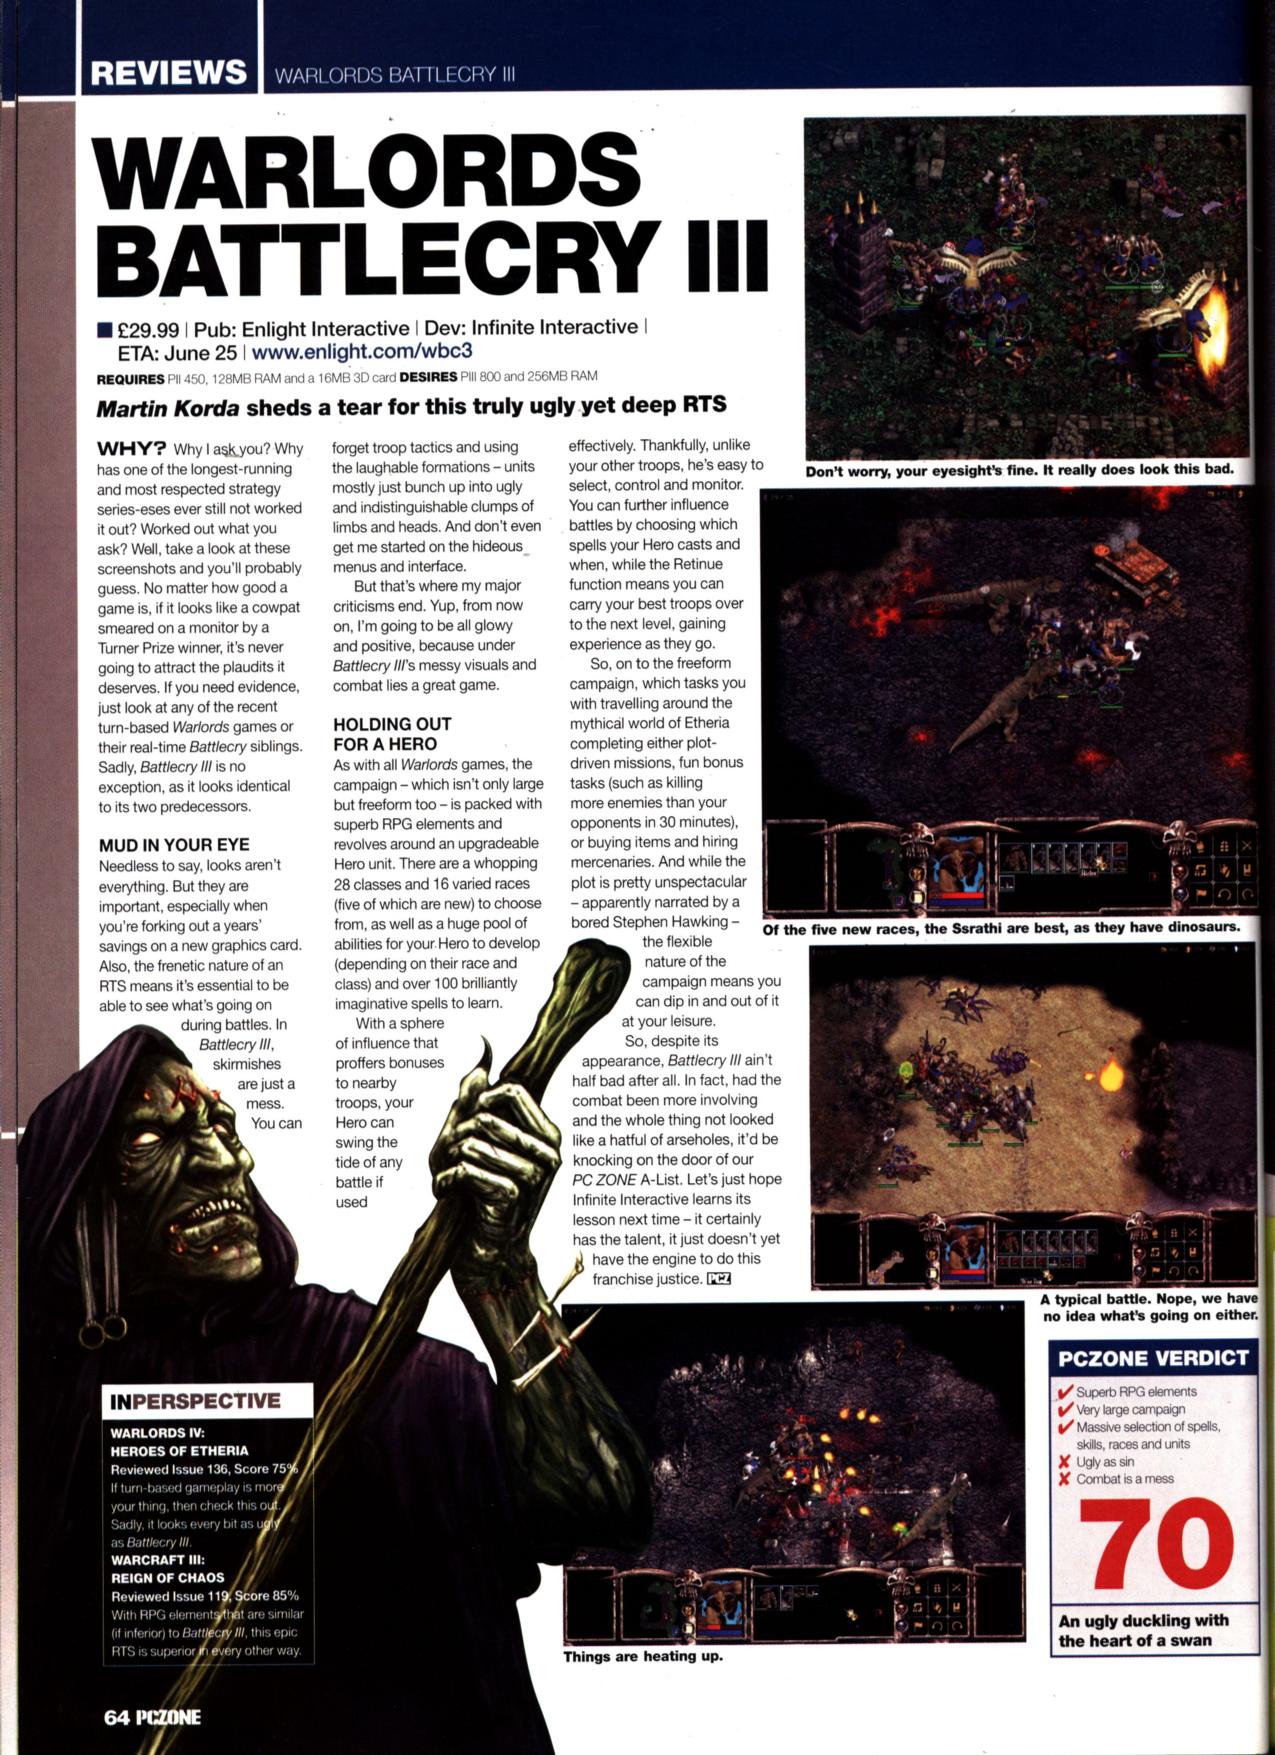 REVIEWS
WARLORDS BATTLECRY III
WARLORDS
BATTLECRY III
£29.99 | Pub: Enlight Interactive | Dev: Infinite Interactive |
ETA: June 25 | www.enlight.com/wbc3
REQUIRES PII 450, 128MB RAM and a 16MB 3D card DESIRES PIII 800 and 256MB RAM
Martin Korda sheds a tear for this truly ugly yet deep RTS
WHY? Why I ask you? Why
has one of the longest-running
and most respected strategy
series-eses ever still not worked
it out? Worked out what you
ask? Well, take a look at these
screenshots and you'll probably
guess. No matter how good a
game is, if it looks like a cowpat
smeared on a monitor by a
Turner Prize winner, it's never
going to attract the plaudits it
deserves. If you need evidence,
just look at any of the recent
turn-based Warlords games or
their real-time Battlecry siblings.
Sadly, Battlecry III is no
exception, as it looks identical
to its two predecessors.
MUD IN YOUR EYE
Needless to say, looks aren't
everything. But they are
important, especially when
you're forking out a years'
savings on a new graphics card.
Also, the frenetic nature of an
RTS means it's essential to be
able to see what's going on
during battles. In
Battlecry III,
skirmishes
are just a
mess.
You can
forget troop tactics and using
the laughable formations – units
mostly just bunch up into ugly
and indistinguishable clumps of
limbs and heads. And don't even
get me started on the hideous
menus and interface.
But that's where my major
criticisms end. Yup, from now
on, I'm going to be all glowy
and positive, because under
Battlecry III's messy visuals and
combat lies a great game.
HOLDING OUT
FOR A HERO
As with all Warlords games, the
campaign – which isn't only large
but freeform too – is packed with
superb RPG elements and
revolves around an upgradeable
Hero unit. There are a whopping
28 classes and 16 varied races
(five of which are new) to choose
from, as well as a huge pool of
abilities for your Hero to develop
(depending on their race and
class) and over 100 brilliantly
imaginative spells to learn.
With a sphere
of influence that
proffers bonuses
to nearby
troops, your
Hero can
swing the
tide of any
battle if
used
effectively. Thankfully, unlike
your other troops, he's easy to
select, control and monitor.
You can further influence
battles by choosing which
spells your Hero casts and
when, while the Retinue
function means you can
carry your best troops over
to the next level, gaining
experience as they go.
So, on to the freeform
campaign, which tasks you
with travelling around the
mythical world of Etheria
completing either plot-
driven missions, fun bonus
tasks (such as killing
more enemies than your
opponents in 30 minutes),
or buying items and hiring
mercenaries. And while the
plot is pretty unspectacular
– apparently narrated by a
bored Stephen Hawking –
the flexible
nature of the
campaign means you
can dip in and out of it
at your leisure.
So, despite its
appearance, Battlecry III ain't
half bad after all. In fact, had the
combat been more involving
and the whole thing not looked
like a hatful of arseholes, it'd be
knocking on the door of our
PC ZONE A-List. Let's just hope
Infinite Interactive learns its
lesson next time – it certainly
has the talent, it just doesn't yet
have the engine to do this
franchise justice. PCZ
Don't worry, your eyesight's fine. It really does look this bad.
Of the five new races, the Ssrathi are best, as they have dinosaurs.
A typical battle. Nope, we have
no idea what's going on either.
Things are heating up.
INPERSPECTIVE
WARLORDS IV:
HEROES OF ETHERIA
Reviewed Issue 136, Score 75%
If turn-based gameplay is more
your thing, then check this out.
Sadly, it looks every bit as ugly
as Battlecry III.
WARCRAFT III:
REIGN OF CHAOS
Reviewed Issue 119, Score 85%
With RPG elements that are similar
(if inferior) to Battlecry III, this epic
RTS is superior in every other way.
PCZONE VERDICT
✓ Superb RPG elements
✓ Very large campaign
✓ Massive selection of spells,
skills, races and units
✗ Ugly as sin
✗ Combat is a mess
70
An ugly duckling with
the heart of a swan
64 PCZONE